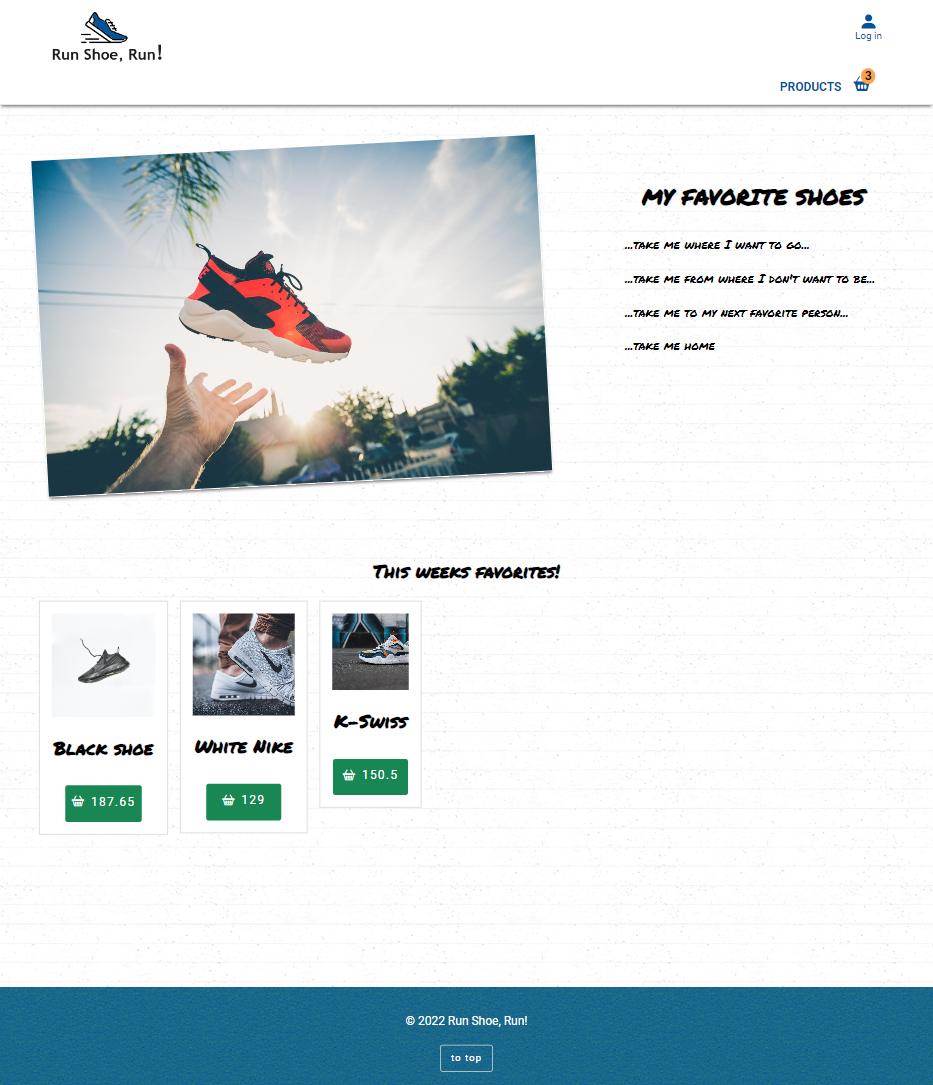 Run Shoe, Run!
Log in
PRODUCTS
3
MY FAVORITE SHOES
...TAKE ME WHERE I WANT TO GO...
...TAKE ME FROM WHERE I DON'T WANT TO BE...
...TAKE ME TO MY NEXT FAVORITE PERSON...
...TAKE ME HOME
THIS WEEKS FAVORITES!
BLACK SHOE
WHITE NIKE
K-SWISS
187.65
129
150.5
© 2022 Run Shoe, Run!
to top